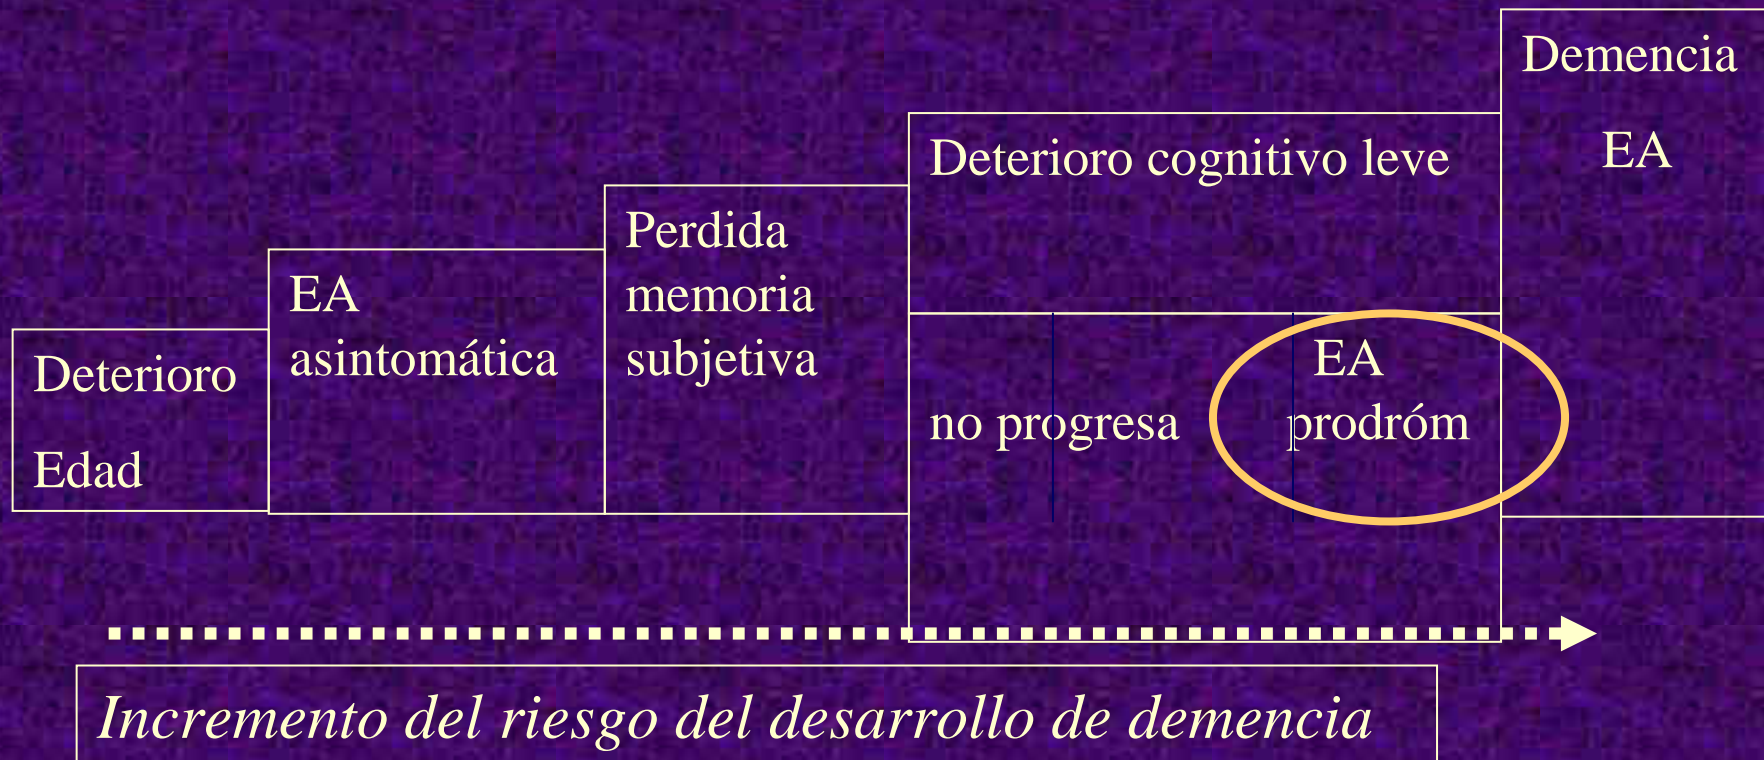 Deterioro
Edad
EA
asintomática
Perdida
memoria
subjetiva
Deterioro cognitivo leve
no progresa
EA
prodróm
Demencia
EA
Incremento del riesgo del desarrollo de demencia